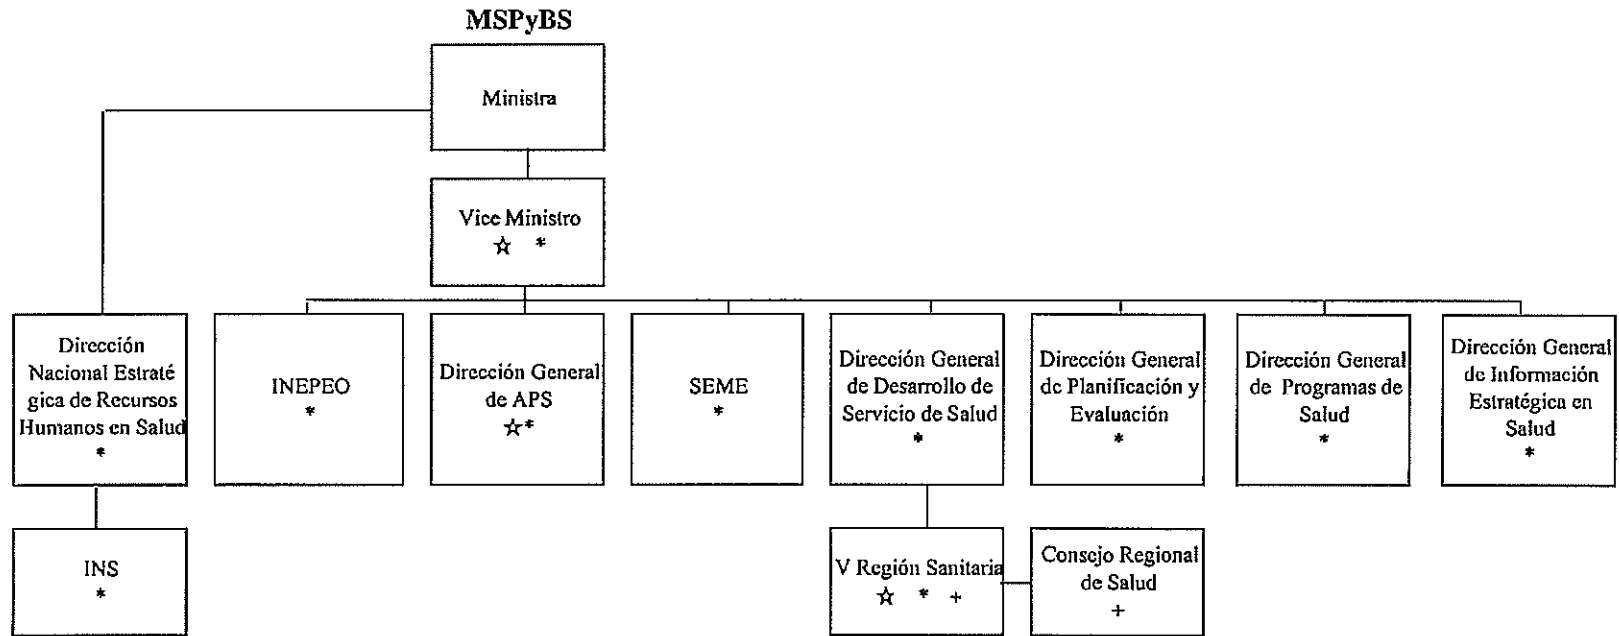 MSPyBS
Ministra
Vice Ministro
☆ *
Dirección
Nacional Estraté
gica de Recursos
Humanos en Salud
*
INEPEO
*
Dirección General
de APS
☆*
SEME
*
Dirección General
de Desarrollo de
Servicio de Salud
*
Dirección General
de Planificación y
Evaluación
*
Dirección General
de Programas de
Salud
*
Dirección General
de Información
Estratégica en
Salud
*
INS
*
V Región Sanitaria
☆ * +
Consejo Regional
de Salud
+